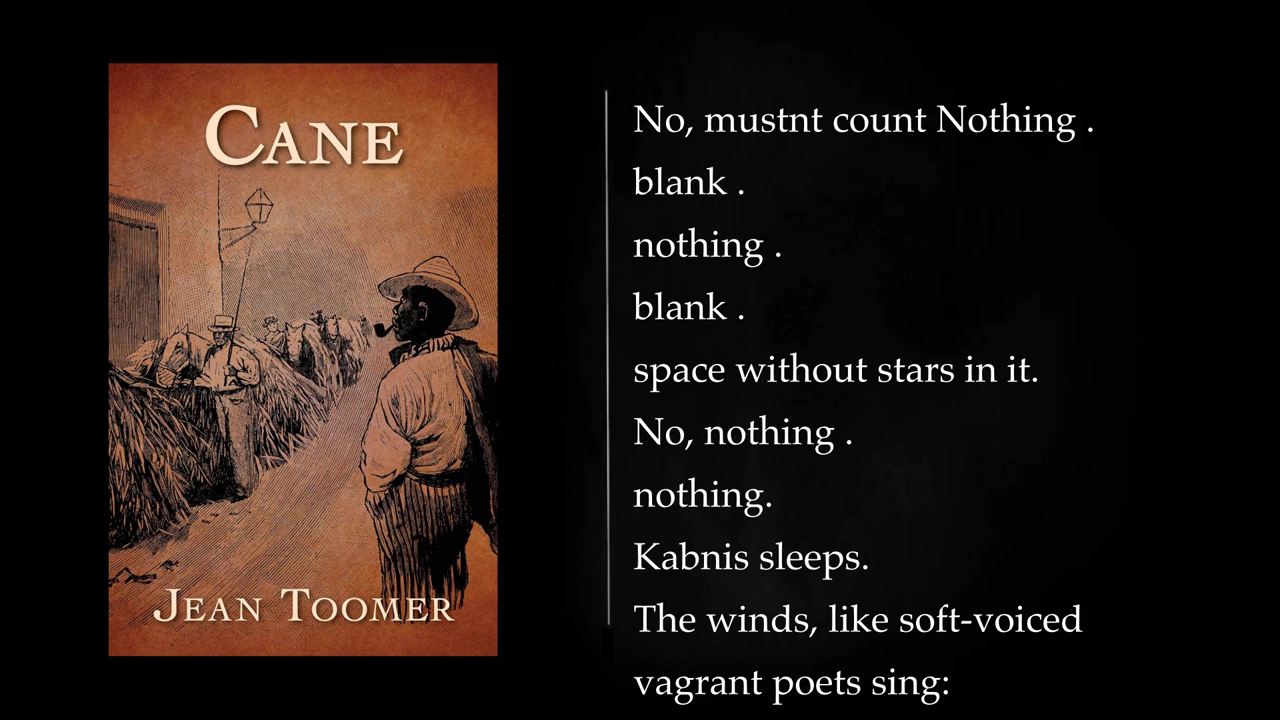 CANE
JEAN TOOMER
No, mustnt count Nothing .
blank .
nothing .
blank .
space without stars in it.
No, nothing .
nothing.
Kabnis sleeps.
The winds, like soft-voiced
vagrant poets sing: